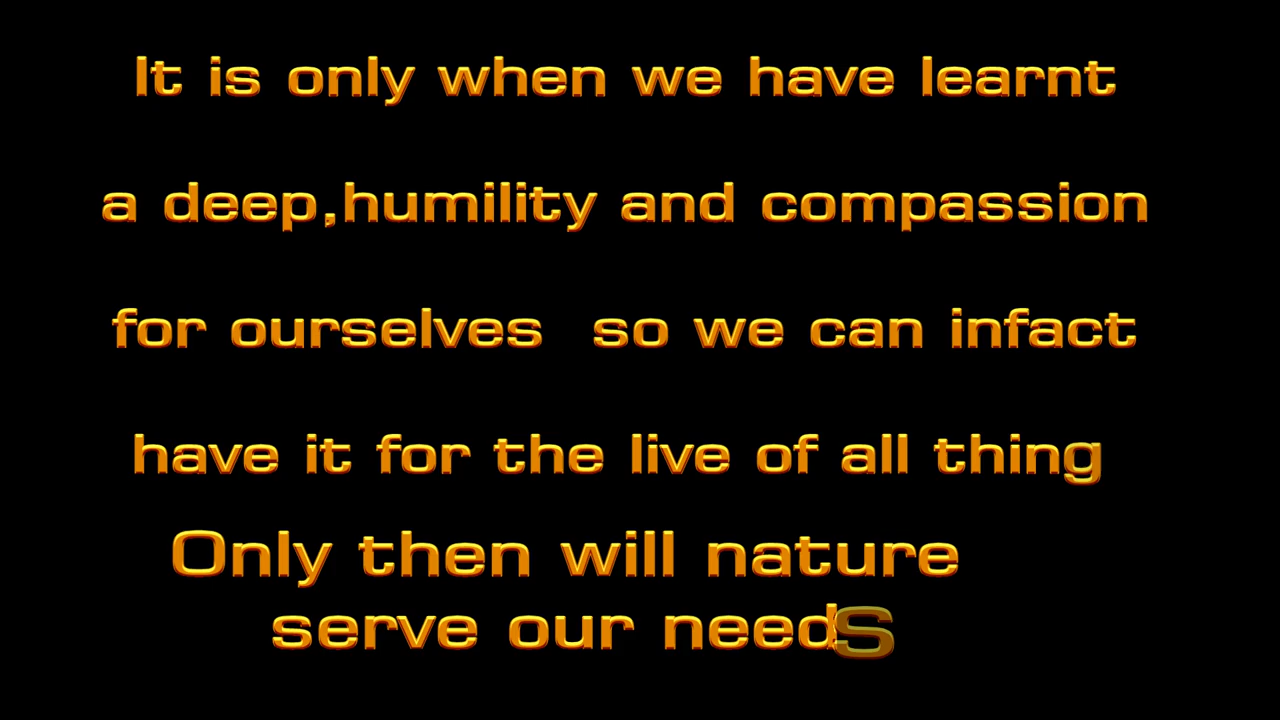 It is only when we have learnt
a deep,humility and compassion
for ourselves so we can infact
have it for the live of all thing
Only then will nature
serve our needs